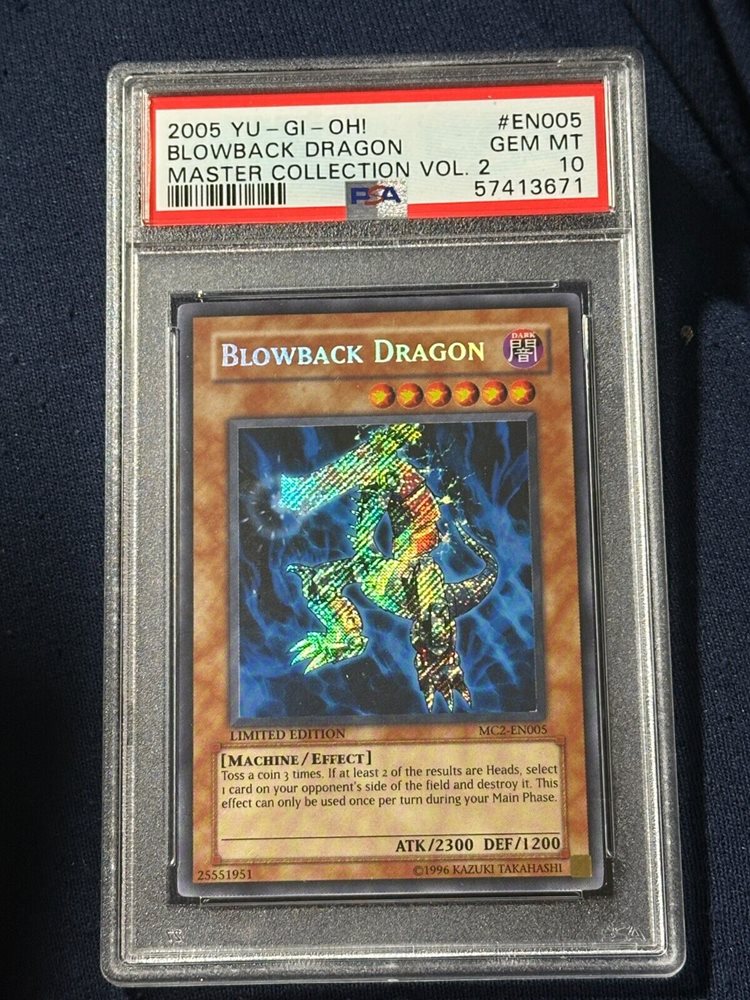 2005 YU-GI-OH! #EN005
BLOWBACK DRAGON GEM MT
MASTER COLLECTION VOL. 2 10
PSA 57413671
BLOWBACK DRAGON
DARK
闇
LIMITED EDITION MC2-EN005
[MACHINE/EFFECT]
Toss a coin 3 times. If at least 2 of the results are Heads, select
1 card on your opponent's side of the field and destroy it. This
effect can only be used once per turn during your Main Phase.
ATK/2300 DEF/1200
25551951 ©1996 KAZUKI TAKAHASHI